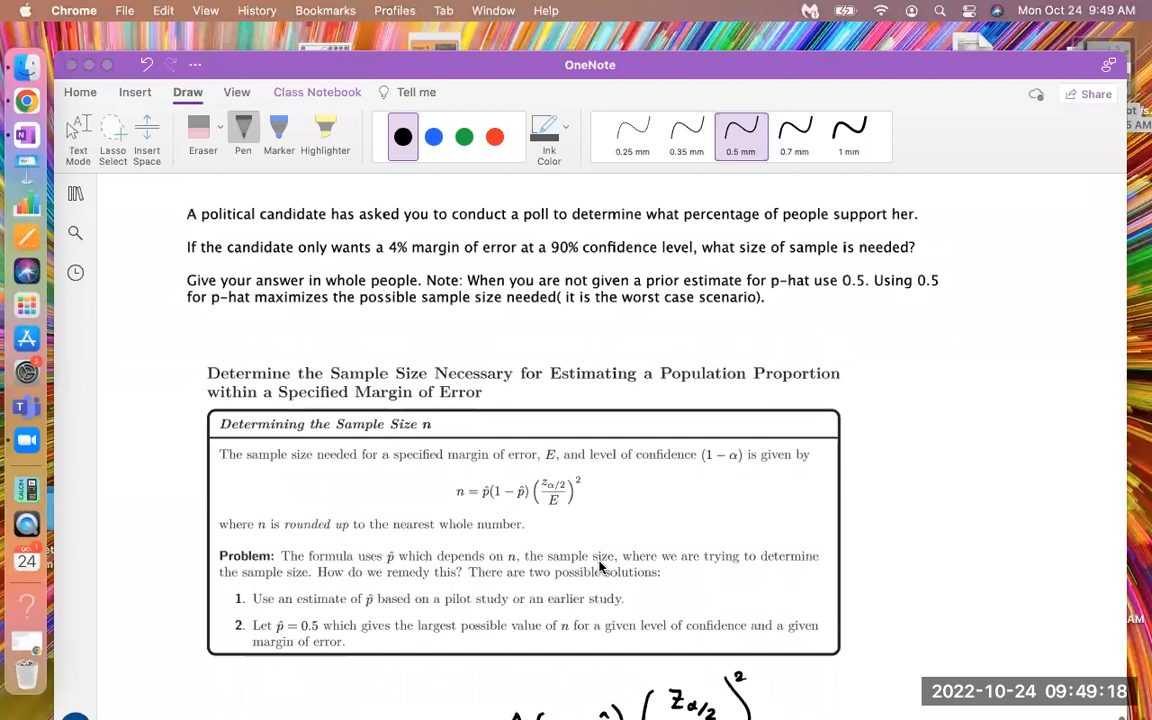 Chrome File Edit View History Bookmarks Profiles Tab Window Help Mon Oct 24 9:49 AM
OneNote
Home Insert Draw View Class Notebook Tell me Share
Text Mode Lasso Select Insert Space Eraser Pen Marker Highlighter Ink Color 0.25 mm 0.35 mm 0.5 mm 0.7 mm 1 mm
A political candidate has asked you to conduct a poll to determine what percentage of people support her.
If the candidate only wants a 4% margin of error at a 90% confidence level, what size of sample is needed?
Give your answer in whole people. Note: When you are not given a prior estimate for p-hat use 0.5. Using 0.5
for p-hat maximizes the possible sample size needed( it is the worst case scenario).
Determine the Sample Size Necessary for Estimating a Population Proportion
within a Specified Margin of Error
Determining the Sample Size n
The sample size needed for a specified margin of error, E, and level of confidence (1 − α) is given by
n = p̂(1 − p̂) (z_{α/2} / E)²
where n is rounded up to the nearest whole number.
Problem: The formula uses p̂ which depends on n, the sample size, where we are trying to determine
the sample size. How do we remedy this? There are two possible solutions:
1. Use an estimate of p̂ based on a pilot study or an earlier study.
2. Let p̂ = 0.5 which gives the largest possible value of n for a given level of confidence and a given
margin of error.
(z_{α/2})²
2022-10-24 09:49:18